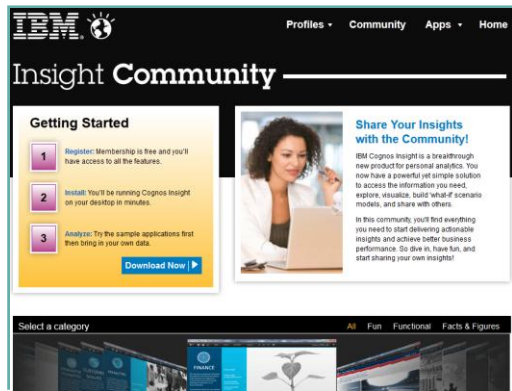 IBM.
Profiles Community Apps Home
Insight Community
Getting Started
1
Register: Membership is free and you'll
have access to all the features.
2
Install: You'll be running Cognos Insight
on your desktop in minutes.
3
Analyze: Try the sample applications first
then bring in your own data.
Download Now
Share Your Insights
with the Community!
IBM Cognos Insight is a breakthrough
new product for personal analytics. You
now have a powerful yet simple solution
to access the information you need,
explore, visualize, build 'what-if' scenario
models, and share with others.
In this community, you'll find everything
you need to start delivering actionable
insights and achieve better business
performance. So dive in, have fun, and
start sharing your own insights!
Select a category
All Fun Functional Facts & Figures
FINANCE